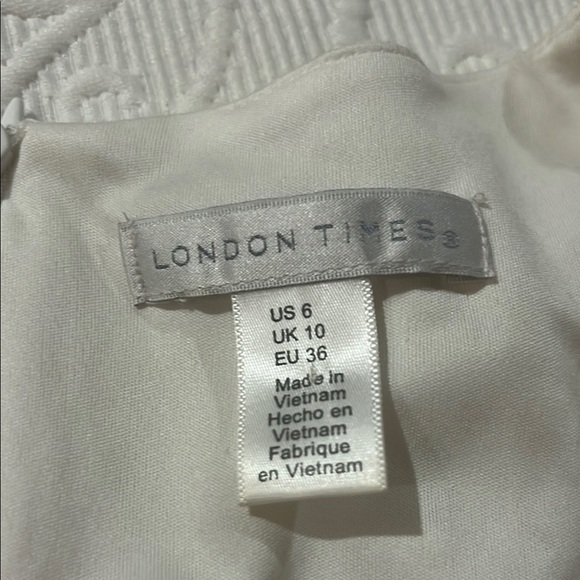 LONDON TIMES®
US 6
UK 10
EU 36
Made in
Vietnam
Hecho en
Vietnam
Fabrique
en Vietnam